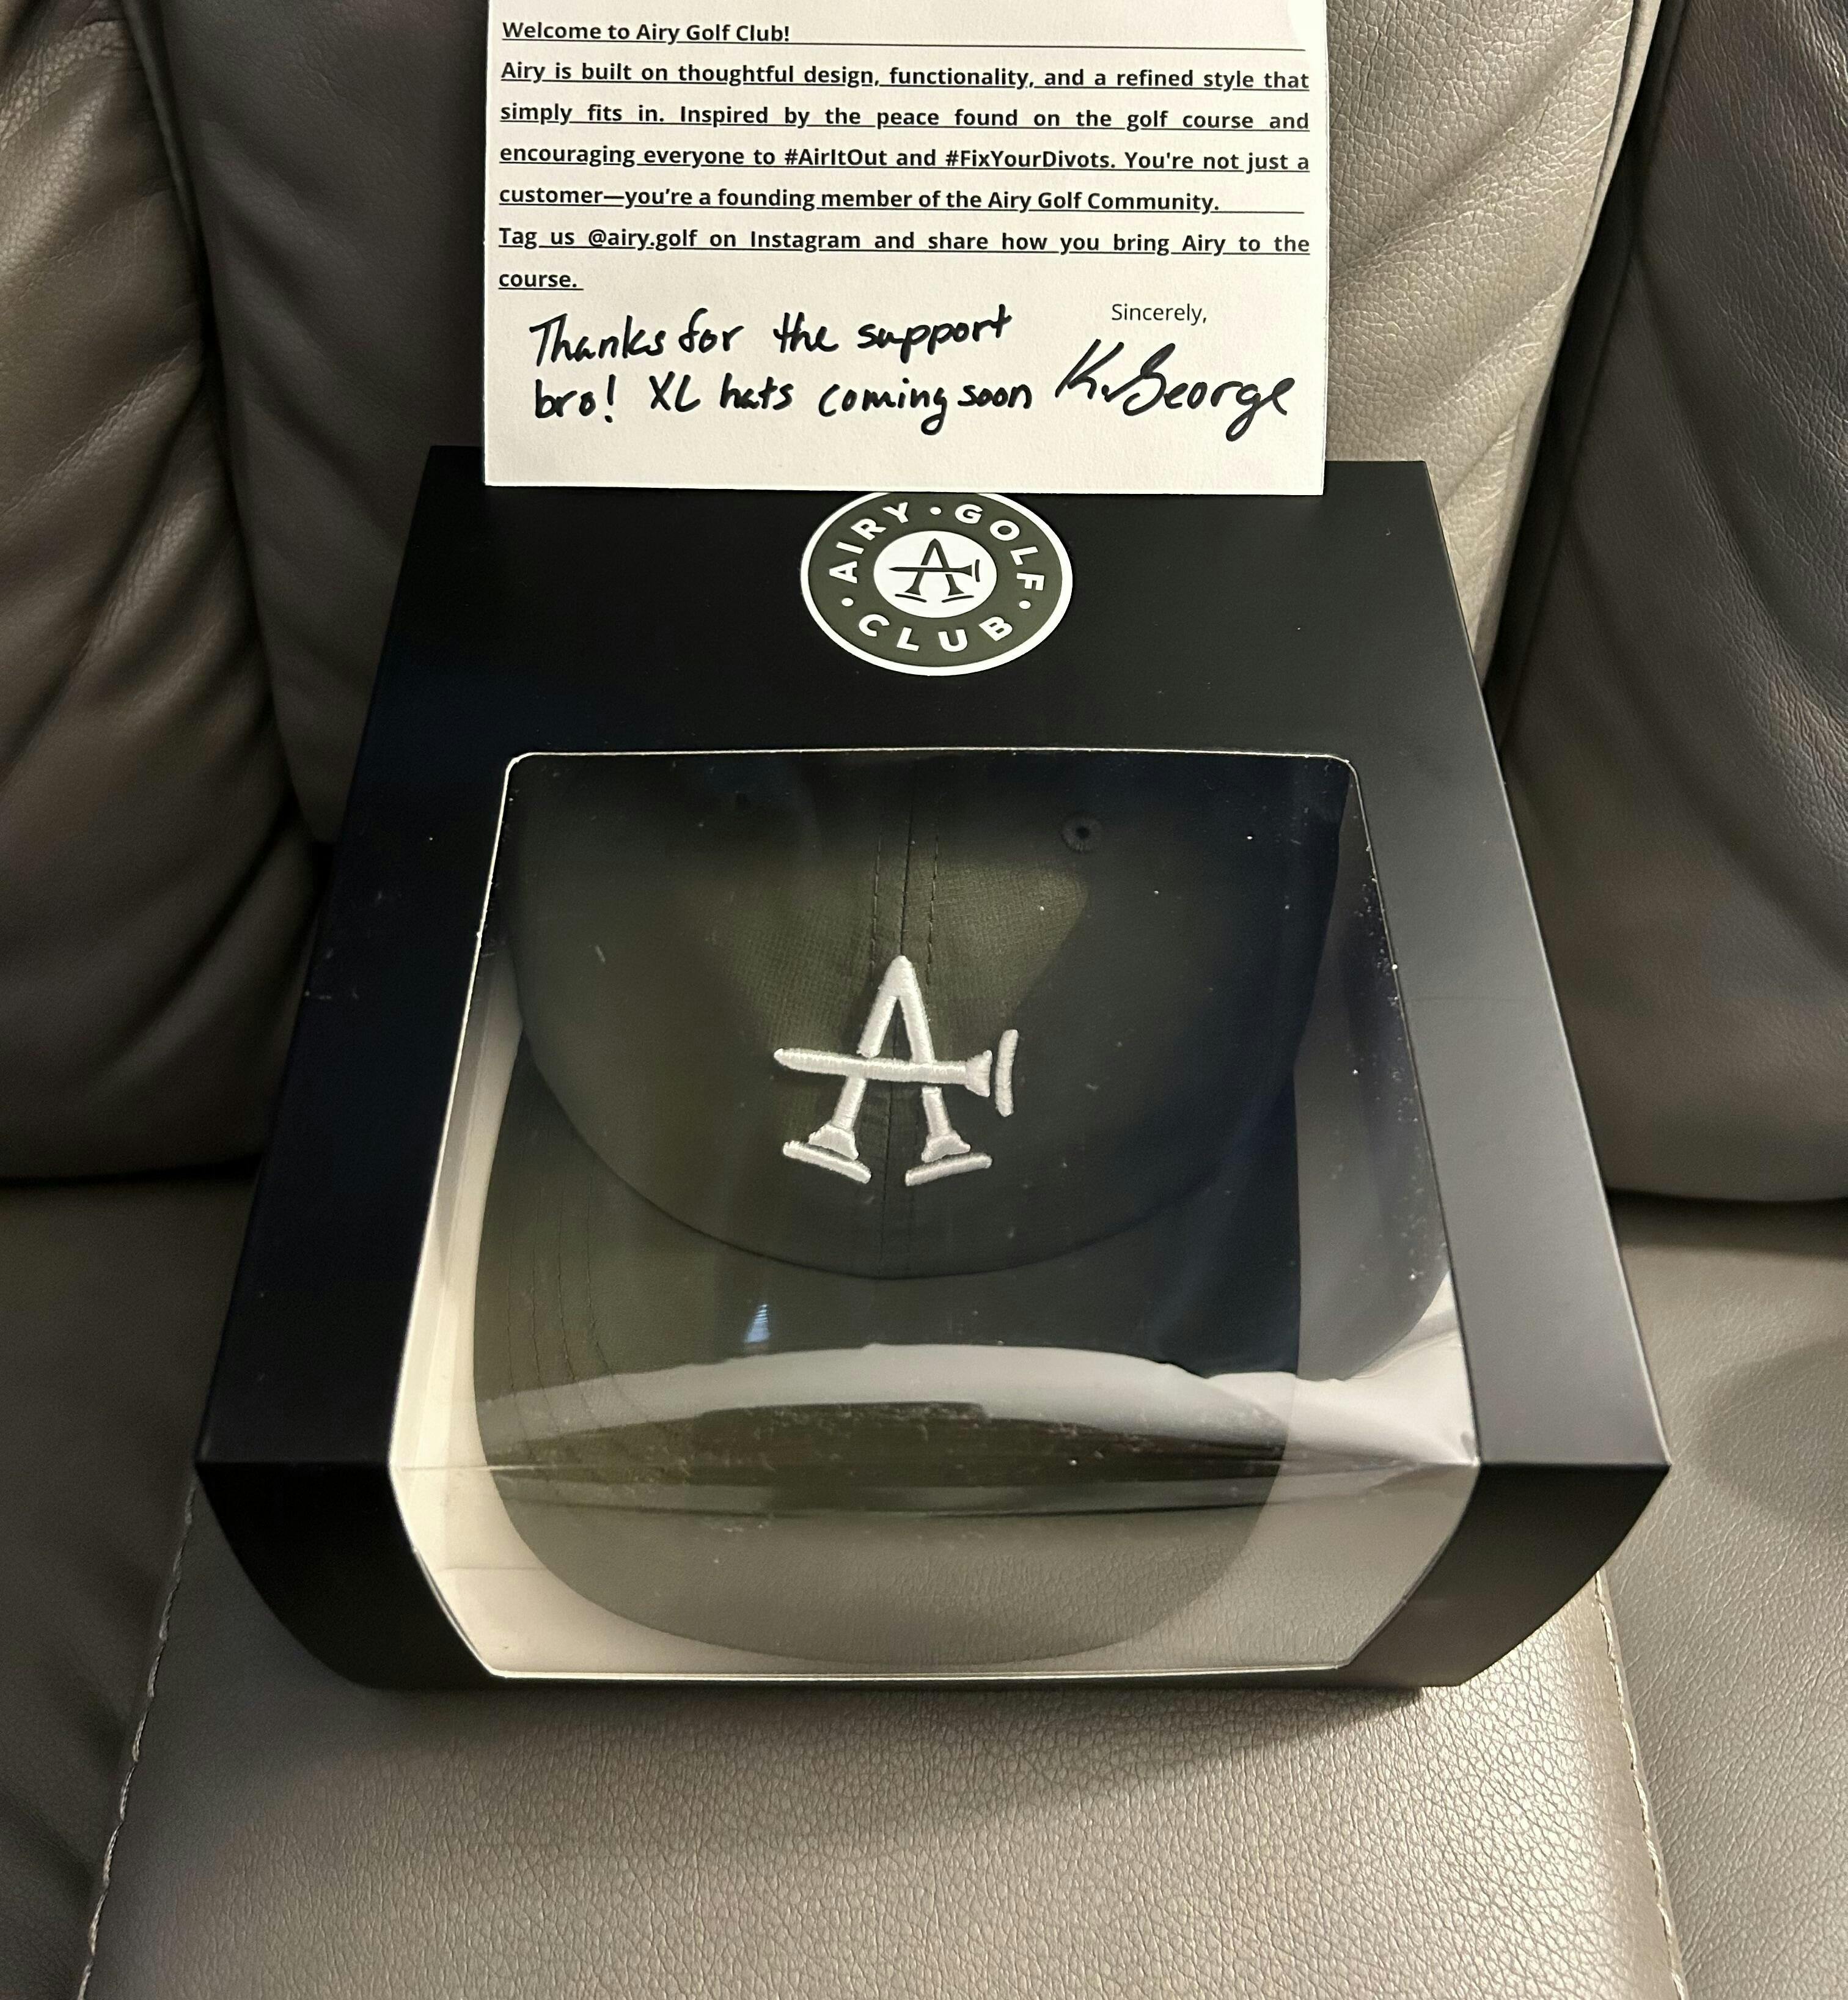 Welcome to Airy Golf Club!
Airy is built on thoughtful design, functionality, and a refined style that
simply fits in. Inspired by the peace found on the golf course and
encouraging everyone to #AirItOut and #FixYourDivots. You're not just a
customer—you’re a founding member of the Airy Golf Community.
Tag us @airy.golf on Instagram and share how you bring Airy to the
course.
Sincerely,
Thanks for the support
bro! XL hats coming soon
K. George
AIRY · GOLF · CLUB ·
A
A